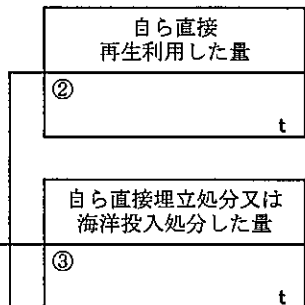 自ら直接
再生利用した量
②
t
自ら直接埋立処分又は
海洋投入処分した量
③
t